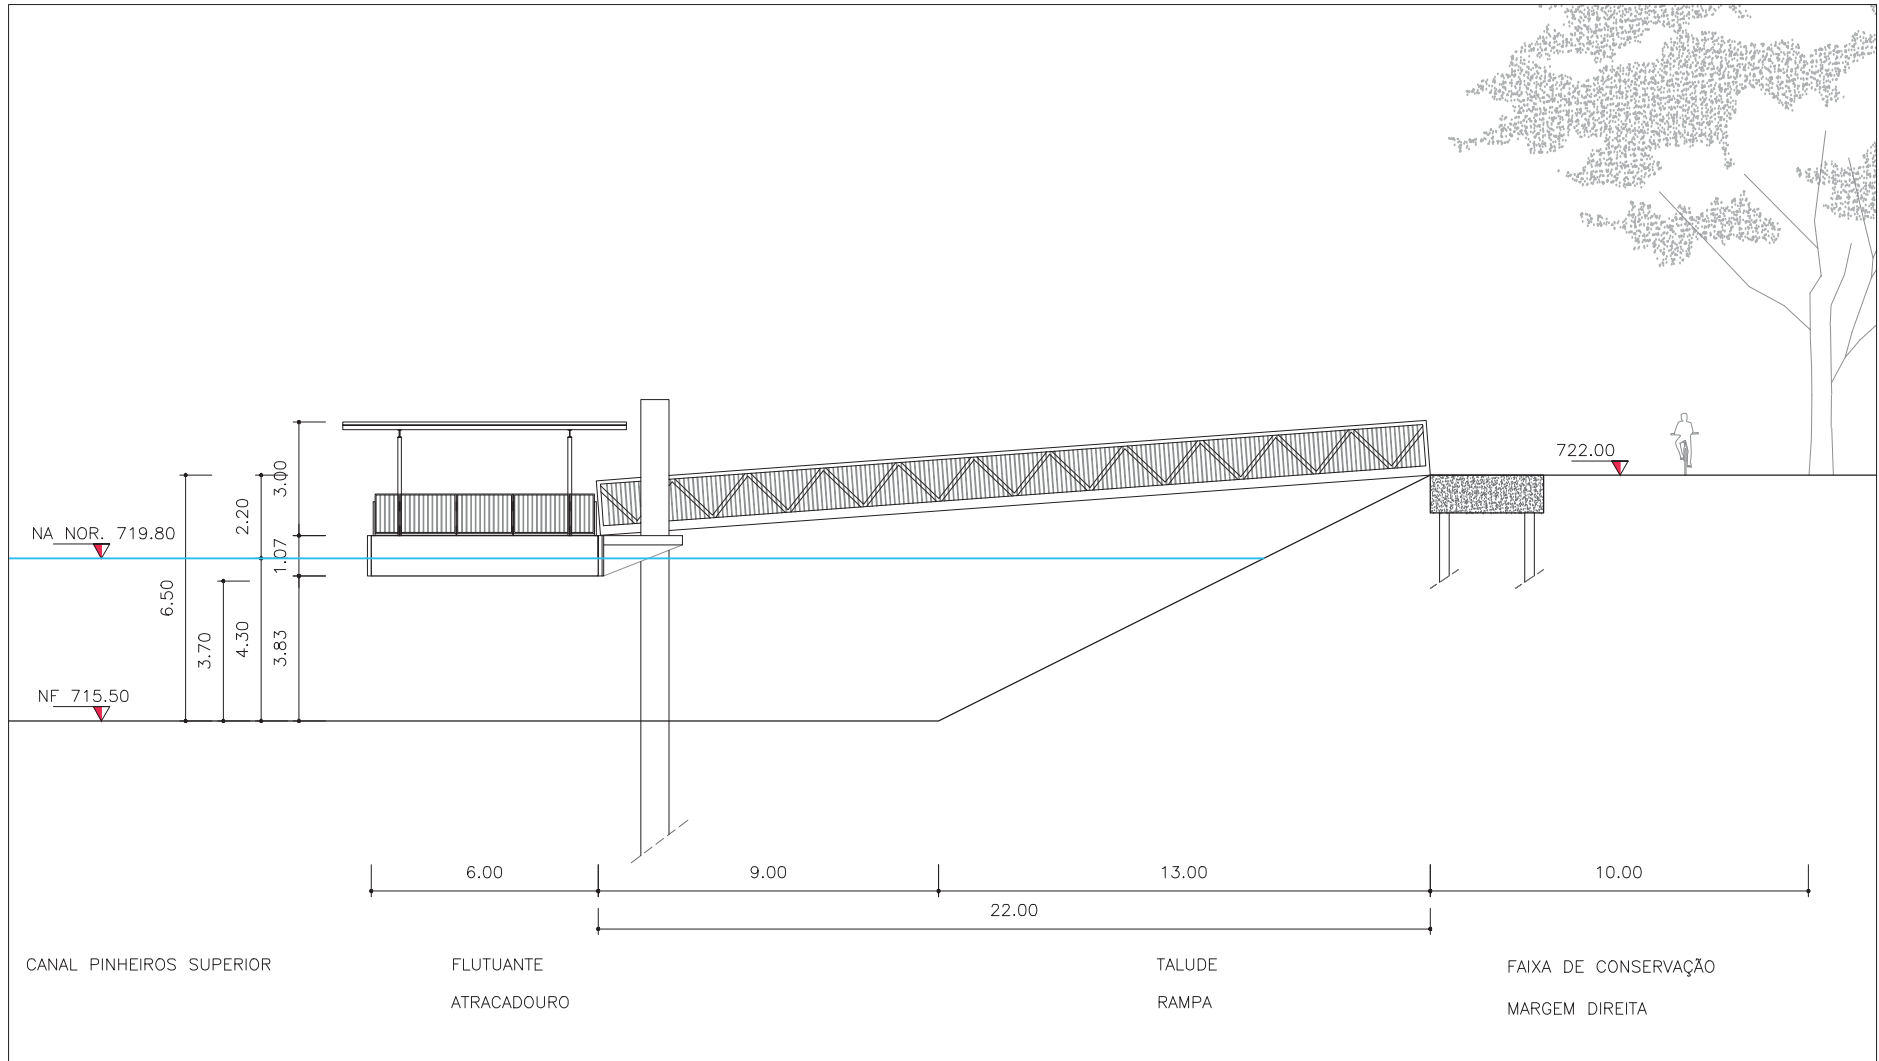 722.00
3.00
2.20
NA NOR. 719.80
1.07
6.50
3.70
4.30
3.83
NF 715.50
6.00 9.00 13.00 10.00
22.00
CANAL PINHEIROS SUPERIOR FLUTUANTE TALUDE FAIXA DE CONSERVAÇÃO
ATRACADOURO RAMPA MARGEM DIREITA